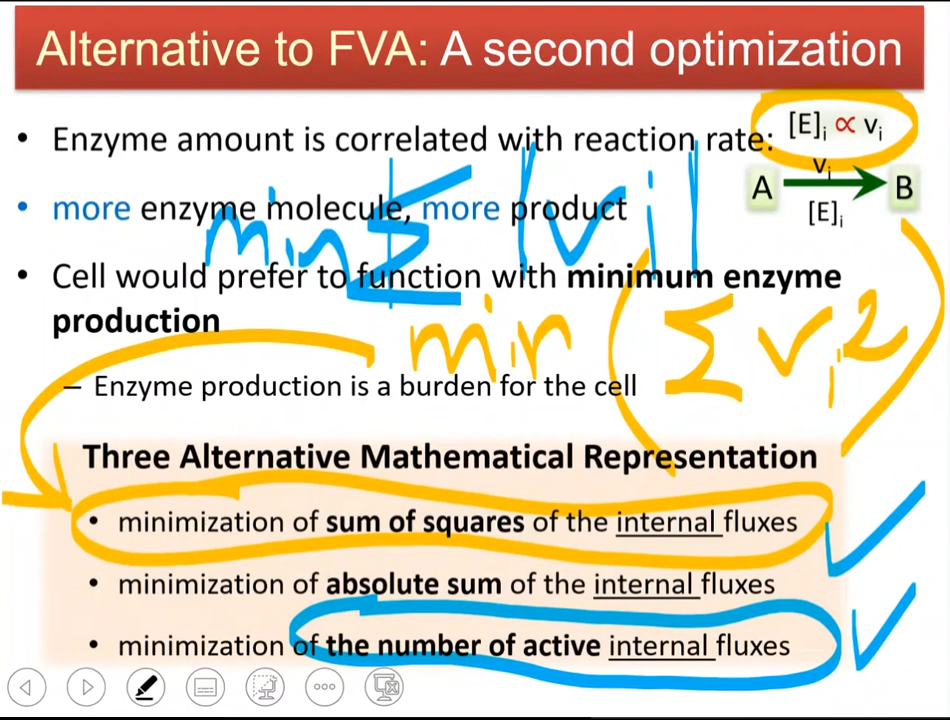 Alternative to FVA: A second optimization
• Enzyme amount is correlated with reaction rate: [E]i ∝ vi
vi
A B
[E]i
• more enzyme molecule, more product
min Σ |vi|
• Cell would prefer to function with minimum enzyme
production
min (Σ vi2)
– Enzyme production is a burden for the cell
Three Alternative Mathematical Representation
• minimization of sum of squares of the internal fluxes
• minimization of absolute sum of the internal fluxes
• minimization of the number of active internal fluxes